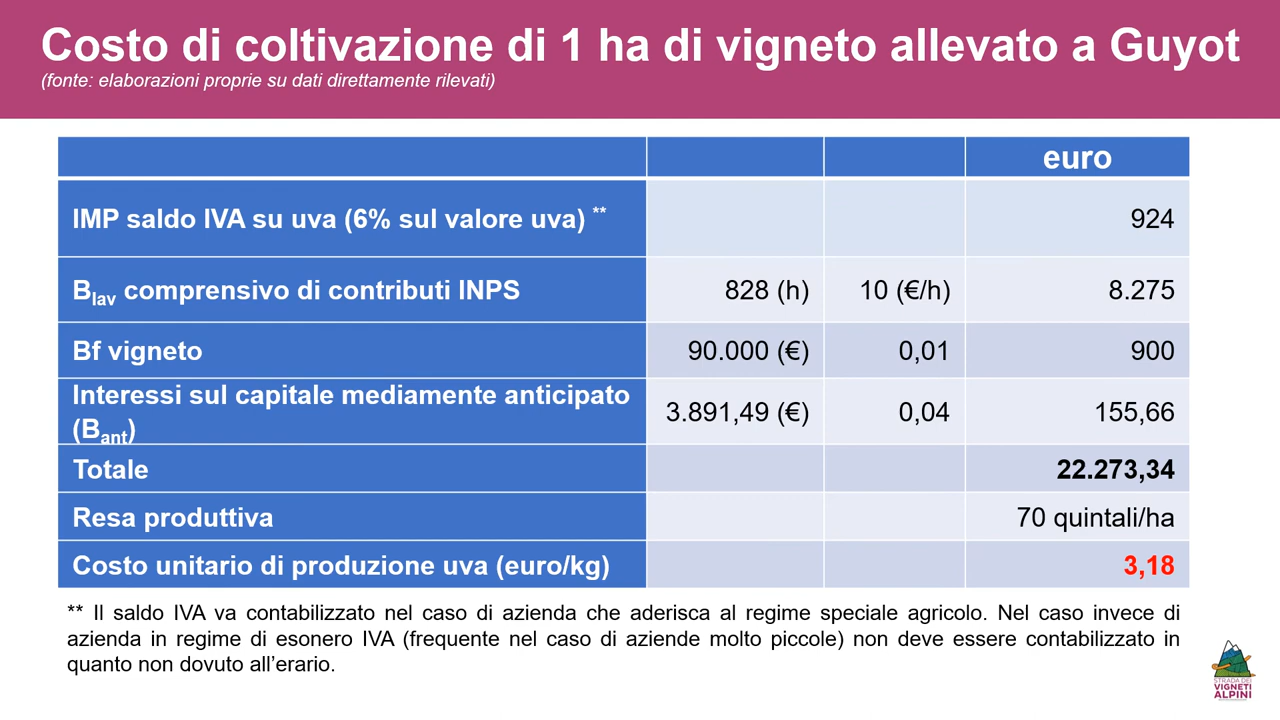 Costo di coltivazione di 1 ha di vigneto allevato a Guyot
(fonte: elaborazioni proprie su dati direttamente rilevati)
euro
IMP saldo IVA su uva (6% sul valore uva) ** 924
Blav comprensivo di contributi INPS 828 (h) 10 (€/h) 8.275
Bf vigneto 90.000 (€) 0,01 900
Interessi sul capitale mediamente anticipato
(Bant) 3.891,49 (€) 0,04 155,66
Totale 22.273,34
Resa produttiva 70 quintali/ha
Costo unitario di produzione uva (euro/kg) 3,18
** Il saldo IVA va contabilizzato nel caso di azienda che aderisca al regime speciale agricolo. Nel caso invece di
azienda in regime di esonero IVA (frequente nel caso di aziende molto piccole) non deve essere contabilizzato in
quanto non dovuto all'erario.
STRADA DEI
VIGNETI
ALPINI